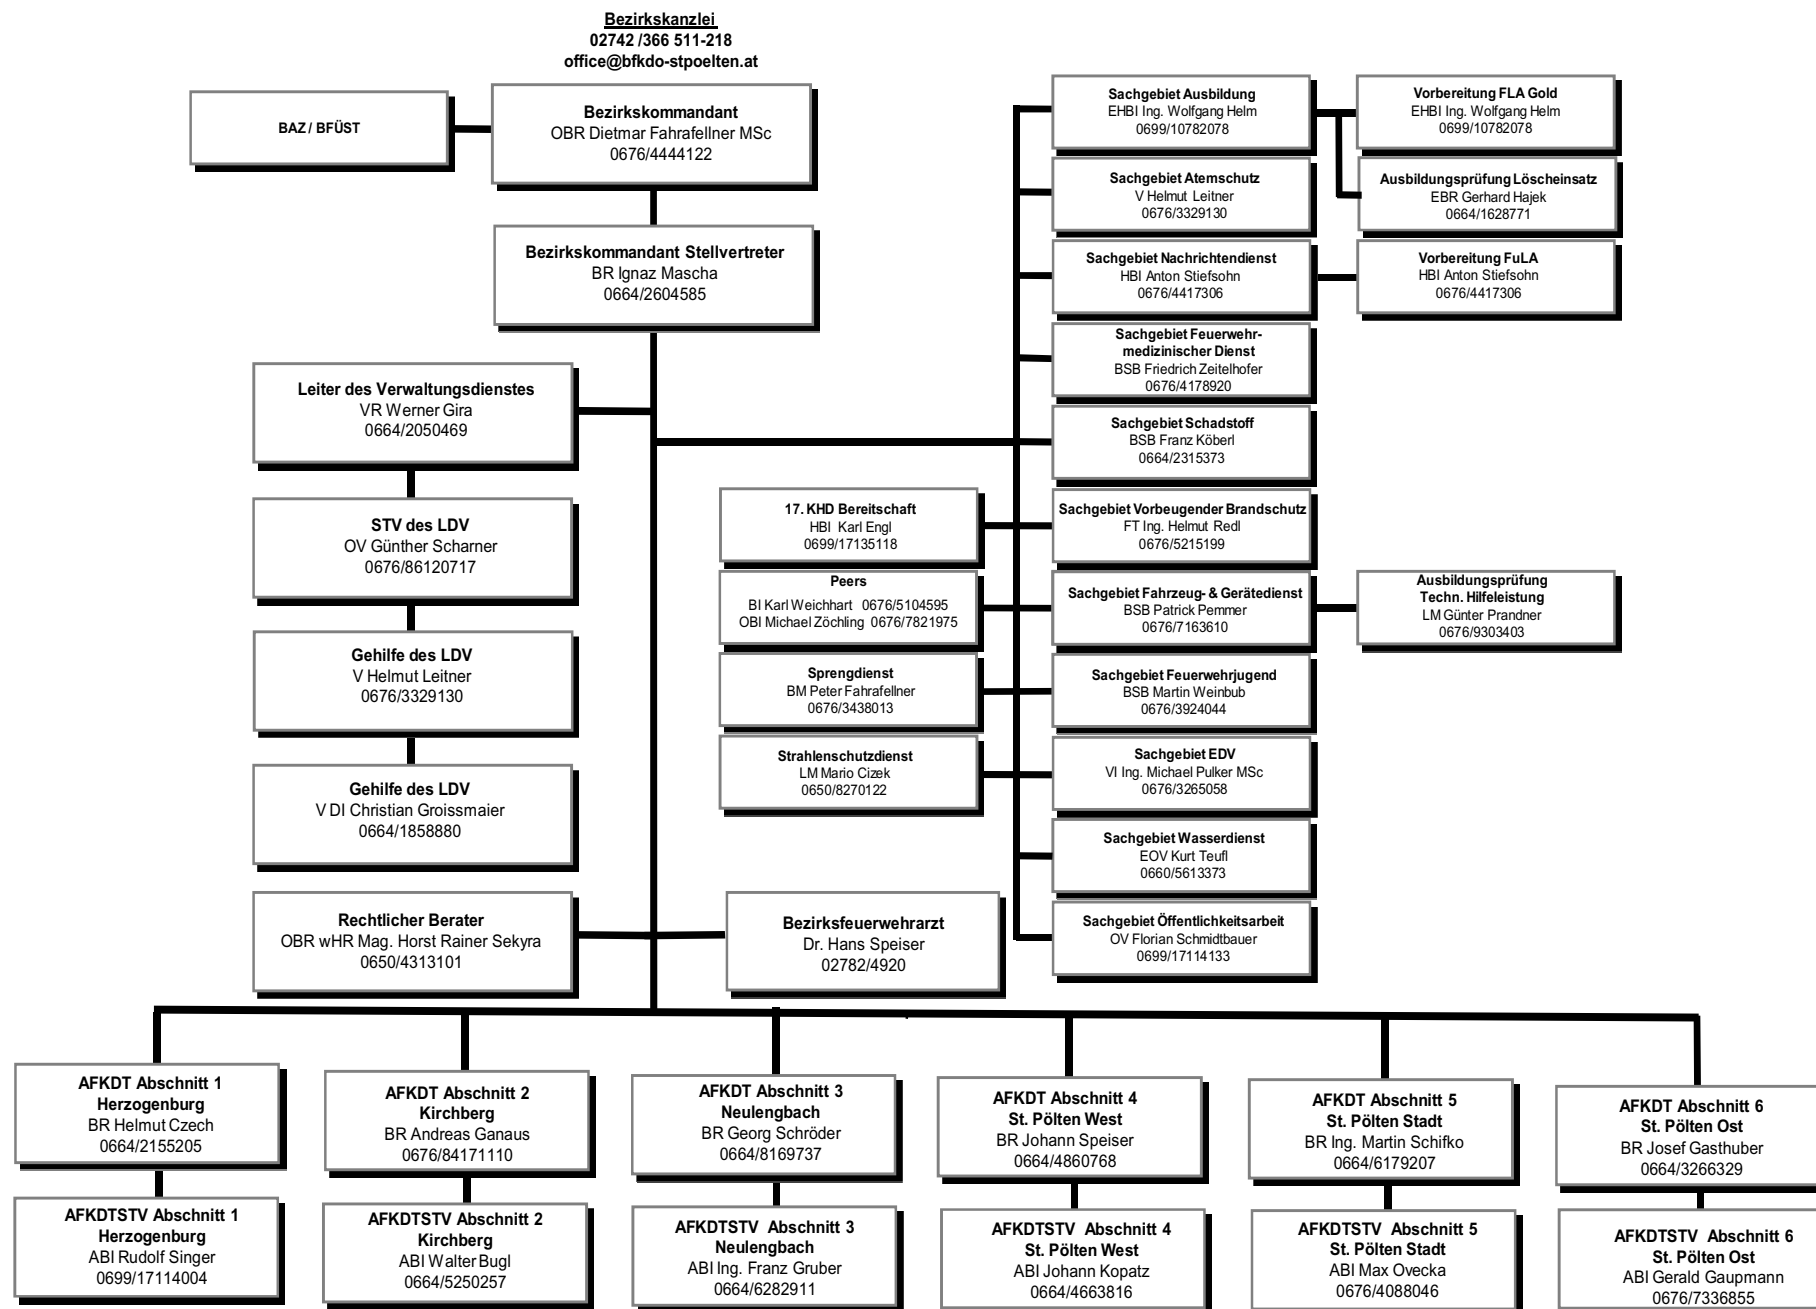 Bezirkskanzlei
02742 /366 511-218
office@bfkdo-stpoelten.at
BAZ / BFÜST
Bezirkskommandant
OBR Dietmar Fahrafellner MSc
0676/4444122
Bezirkskommandant Stellvertreter
BR Ignaz Mascha
0664/2604585
Leiter des Verwaltungsdienstes
VR Werner Gira
0664/2050469
STV des LDV
OV Günther Scharner
0676/86120717
Gehilfe des LDV
V Helmut Leitner
0676/3329130
Gehilfe des LDV
V DI Christian Groissmaier
0664/1858880
Rechtlicher Berater
OBR wHR Mag. Horst Rainer Sekyra
0650/4313101
Bezirksfeuerwehrarzt
Dr. Hans Speiser
02782/4920
17. KHD Bereitschaft
HBI Karl Engl
0699/17135118
Peers
BI Karl Weichhart 0676/5104595
OBI Michael Zöchling 0676/7821975
Sprengdienst
BM Peter Fahrafellner
0676/3438013
Strahlenschutzdienst
LM Mario Cizek
0650/8270122
Sachgebiet Ausbildung
EHBI Ing. Wolfgang Helm
0699/10782078
Sachgebiet Atemschutz
V Helmut Leitner
0676/3329130
Sachgebiet Nachrichtendienst
HBI Anton Stiefsohn
0676/4417306
Sachgebiet Feuerwehr-
medizinischer Dienst
BSB Friedrich Zeitelhofer
0676/4178920
Sachgebiet Schadstoff
BSB Franz Köberl
0664/2315373
Sachgebiet Vorbeugender Brandschutz
FT Ing. Helmut Redl
0676/5215199
Sachgebiet Fahrzeug- & Gerätedienst
BSB Patrick Pemmer
0676/7163610
Sachgebiet Feuerwehrjugend
BSB Martin Weinbub
0676/3924044
Sachgebiet EDV
VI Ing. Michael Pulker MSc
0676/3265058
Sachgebiet Wasserdienst
EOV Kurt Teufl
0660/5613373
Sachgebiet Öffentlichkeitsarbeit
OV Florian Schmidtbauer
0699/17114133
Vorbereitung FLA Gold
EHBI Ing. Wolfgang Helm
0699/10782078
Ausbildungsprüfung Löscheinsatz
EBR Gerhard Hajek
0664/1628771
Vorbereitung FuLA
HBI Anton Stiefsohn
0676/4417306
Ausbildungsprüfung
Techn. Hilfeleistung
LM Günter Prandner
0676/9303403
AFKDT Abschnitt 1
Herzogenburg
BR Helmut Czech
0664/2155205
AFKDT Abschnitt 2
Kirchberg
BR Andreas Ganaus
0676/84171110
AFKDT Abschnitt 3
Neulengbach
BR Georg Schröder
0664/8169737
AFKDT Abschnitt 4
St. Pölten West
BR Johann Speiser
0664/4860768
AFKDT Abschnitt 5
St. Pölten Stadt
BR Ing. Martin Schifko
0664/6179207
AFKDT Abschnitt 6
St. Pölten Ost
BR Josef Gasthuber
0664/3266329
AFKDTSTV Abschnitt 1
Herzogenburg
ABI Rudolf Singer
0699/17114004
AFKDTSTV Abschnitt 2
Kirchberg
ABI Walter Bugl
0664/5250257
AFKDTSTV Abschnitt 3
Neulengbach
ABI Ing. Franz Gruber
0664/6282911
AFKDTSTV Abschnitt 4
St. Pölten West
ABI Johann Kopatz
0664/4663816
AFKDTSTV Abschnitt 5
St. Pölten Stadt
ABI Max Ovecka
0676/4088046
AFKDTSTV Abschnitt 6
St. Pölten Ost
ABI Gerald Gaupmann
0676/7336855